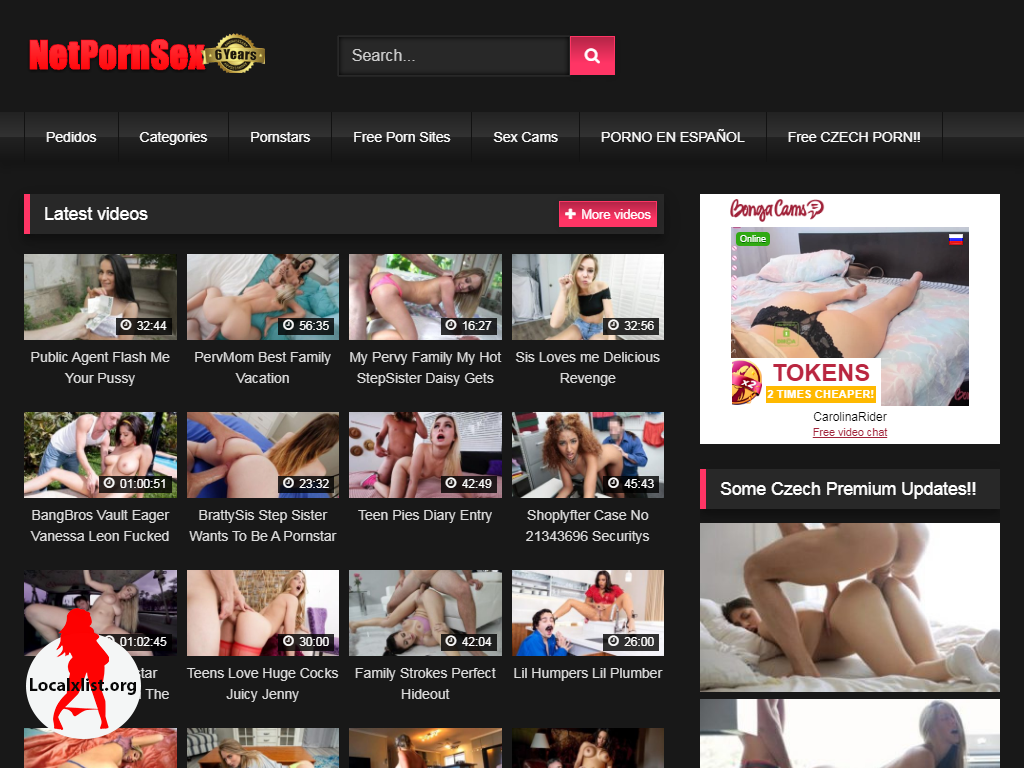 NetPornSex
6 Years
Search...
Pedidos
Categories
Pornstars
Free Porn Sites
Sex Cams
PORNO EN ESPAÑOL
Free CZECH PORN!!
Latest videos
More videos
32:44
Public Agent Flash Me
Your Pussy
56:35
PervMom Best Family
Vacation
16:27
My Pervy Family My Hot
StepSister Daisy Gets
32:56
Sis Loves me Delicious
Revenge
01:00:51
BangBros Vault Eager
Vanessa Leon Fucked
23:32
BrattySis Step Sister
Wants To Be A Pornstar
42:49
Teen Pies Diary Entry
45:43
Shoplyfter Case No
21343696 Securitys
01:02:45
The
30:00
Teens Love Huge Cocks
Juicy Jenny
42:04
Family Strokes Perfect
Hideout
26:00
Lil Humpers Lil Plumber
Localxlist.org
BongaCams
Online
x2
TOKENS
2 TIMES CHEAPER!
CarolinaRider
Free video chat
Some Czech Premium Updates!!